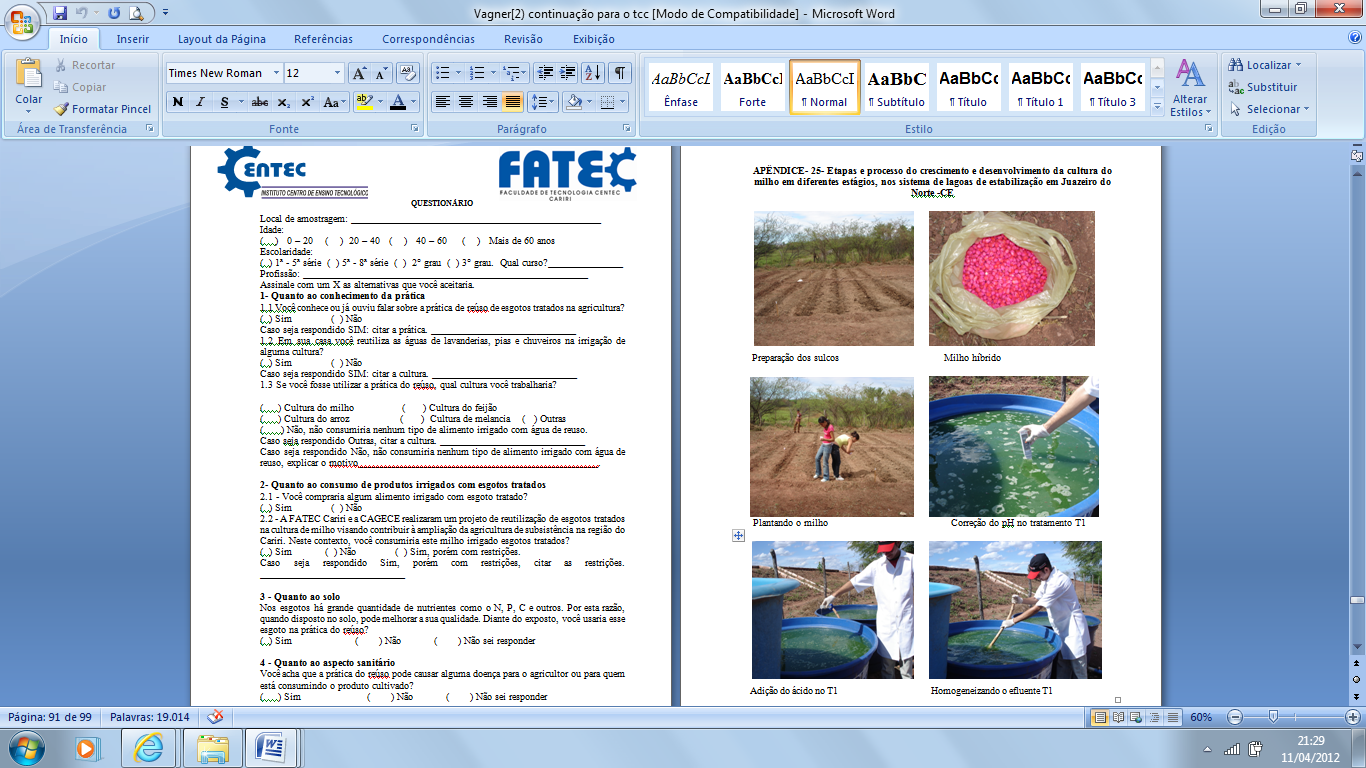 Vagner[2] continuação para o tcc [Modo de Compatibilidade] - Microsoft Word
Início Inserir Layout da Página Referências Correspondências Revisão Exibição
Colar
Recortar
Copiar
Formatar Pincel
Área de Transferência
Times New Roman 12
N I S abc x₂ x² Aa
Fonte
Parágrafo
AaBbCcL AaBbCcl AaBbCcI AaBbC AaBbCc AaBbCc AaBbCc
Ênfase Forte ¶ Normal ¶ Subtítulo ¶ Título ¶ Título 1 ¶ Título 3
Alterar Estilos
Estilo
Localizar
Substituir
Selecionar
Edição
CENTEC
INSTITUTO CENTRO DE ENSINO TECNOLÓGICO
FATEC
FACULDADE DE TECNOLOGIA CENTEC
CARIRI
QUESTIONÁRIO
Local de amostragem: ____________________
Idade:
( ) 0 – 20 ( ) 20 – 40 ( ) 40 – 60 ( ) Mais de 60 anos
Escolaridade:
( ) 1ª - 5ª série ( ) 5ª - 8ª série ( ) 2° grau ( ) 3° grau. Qual curso?_______________
Profissão: ____________________
Assinale com um X as alternativas que você aceitaria.
1- Quanto ao conhecimento da prática
1.1 Você conhece ou já ouviu falar sobre a prática de reúso de esgotos tratados na agricultura?
( ) Sim ( ) Não
Caso seja respondido SIM: citar a prática. ____________________
1.2 Em sua casa você reutiliza as águas de lavanderias, pias e chuveiros na irrigação de
alguma cultura?
( ) Sim ( ) Não
Caso seja respondido SIM: citar a cultura. ____________________
1.3 Se você fosse utilizar a prática do reúso, qual cultura você trabalharia?
( ) Cultura do milho ( ) Cultura do feijão
( ) Cultura do arroz ( ) Cultura de melancia ( ) Outras
( ) Não, não consumiria nenhum tipo de alimento irrigado com água de reuso.
Caso seja respondido Outras, citar a cultura. ____________________
Caso seja respondido Não, não consumiria nenhum tipo de alimento irrigado com água de
reuso, explicar o motivo____________________.
2- Quanto ao consumo de produtos irrigados com esgotos tratados
2.1 - Você compraria algum alimento irrigado com esgoto tratado?
( ) Sim ( ) Não
2.2 - A FATEC Cariri e a CAGECE realizaram um projeto de reutilização de esgotos tratados
na cultura de milho visando contribuir à ampliação da agricultura de subsistência na região do
Cariri. Neste contexto, você consumiria este milho irrigado esgotos tratados?
( ) Sim ( ) Não ( ) Sim, porém com restrições.
Caso seja respondido Sim, porém com restrições, citar as restrições.
____________________
3 - Quanto ao solo
Nos esgotos há grande quantidade de nutrientes como o N, P, C e outros. Por esta razão,
quando disposto no solo, pode melhorar a sua qualidade. Diante do exposto, você usaria esse
esgoto na prática do reúso?
( ) Sim ( ) Não ( ) Não sei responder
4 - Quanto ao aspecto sanitário
Você acha que a prática do reúso pode causar alguma doença para o agricultor ou para quem
está consumindo o produto cultivado?
( ) Sim ( ) Não ( ) Não sei responder
APÊNDICE- 25- Etapas e processo do crescimento e desenvolvimento da cultura do
milho em diferentes estágios, nos sistema de lagoas de estabilização em Juazeiro do
Norte -CE
Preparação dos sulcos
Milho híbrido
Plantando o milho
Correção do pH no tratamento T1
Adição do ácido no T1
Homogeneizando o efluente T1
Página: 91 de 99 Palavras: 19.014
60%
21:29
11/04/2012